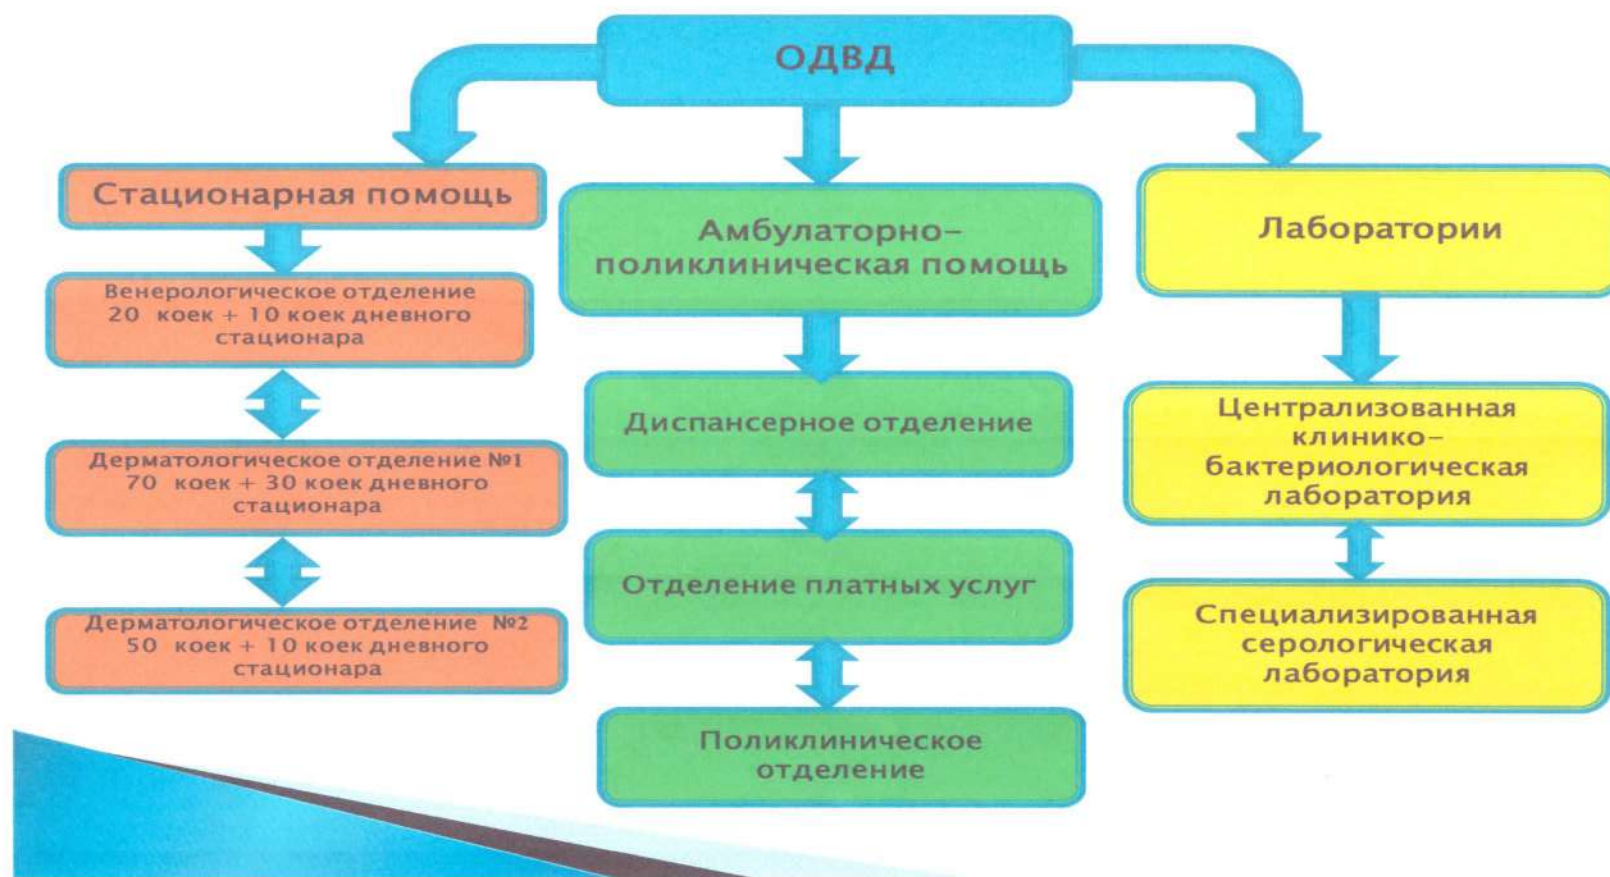 ОДВД
Стационарная помощь
Венерологическое отделение
20 коек + 10 коек дневного
стационара
Дерматологическое отделение №1
70 коек + 30 коек дневного
стационара
Дерматологическое отделение №2
50 коек + 10 коек дневного
стационара
Амбулаторно–
поликлиническая помощь
Диспансерное отделение
Отделение платных услуг
Поликлиническое
отделение
Лаборатории
Централизованная
клинико–
бактериологическая
лаборатория
Специализированная
серологическая
лаборатория